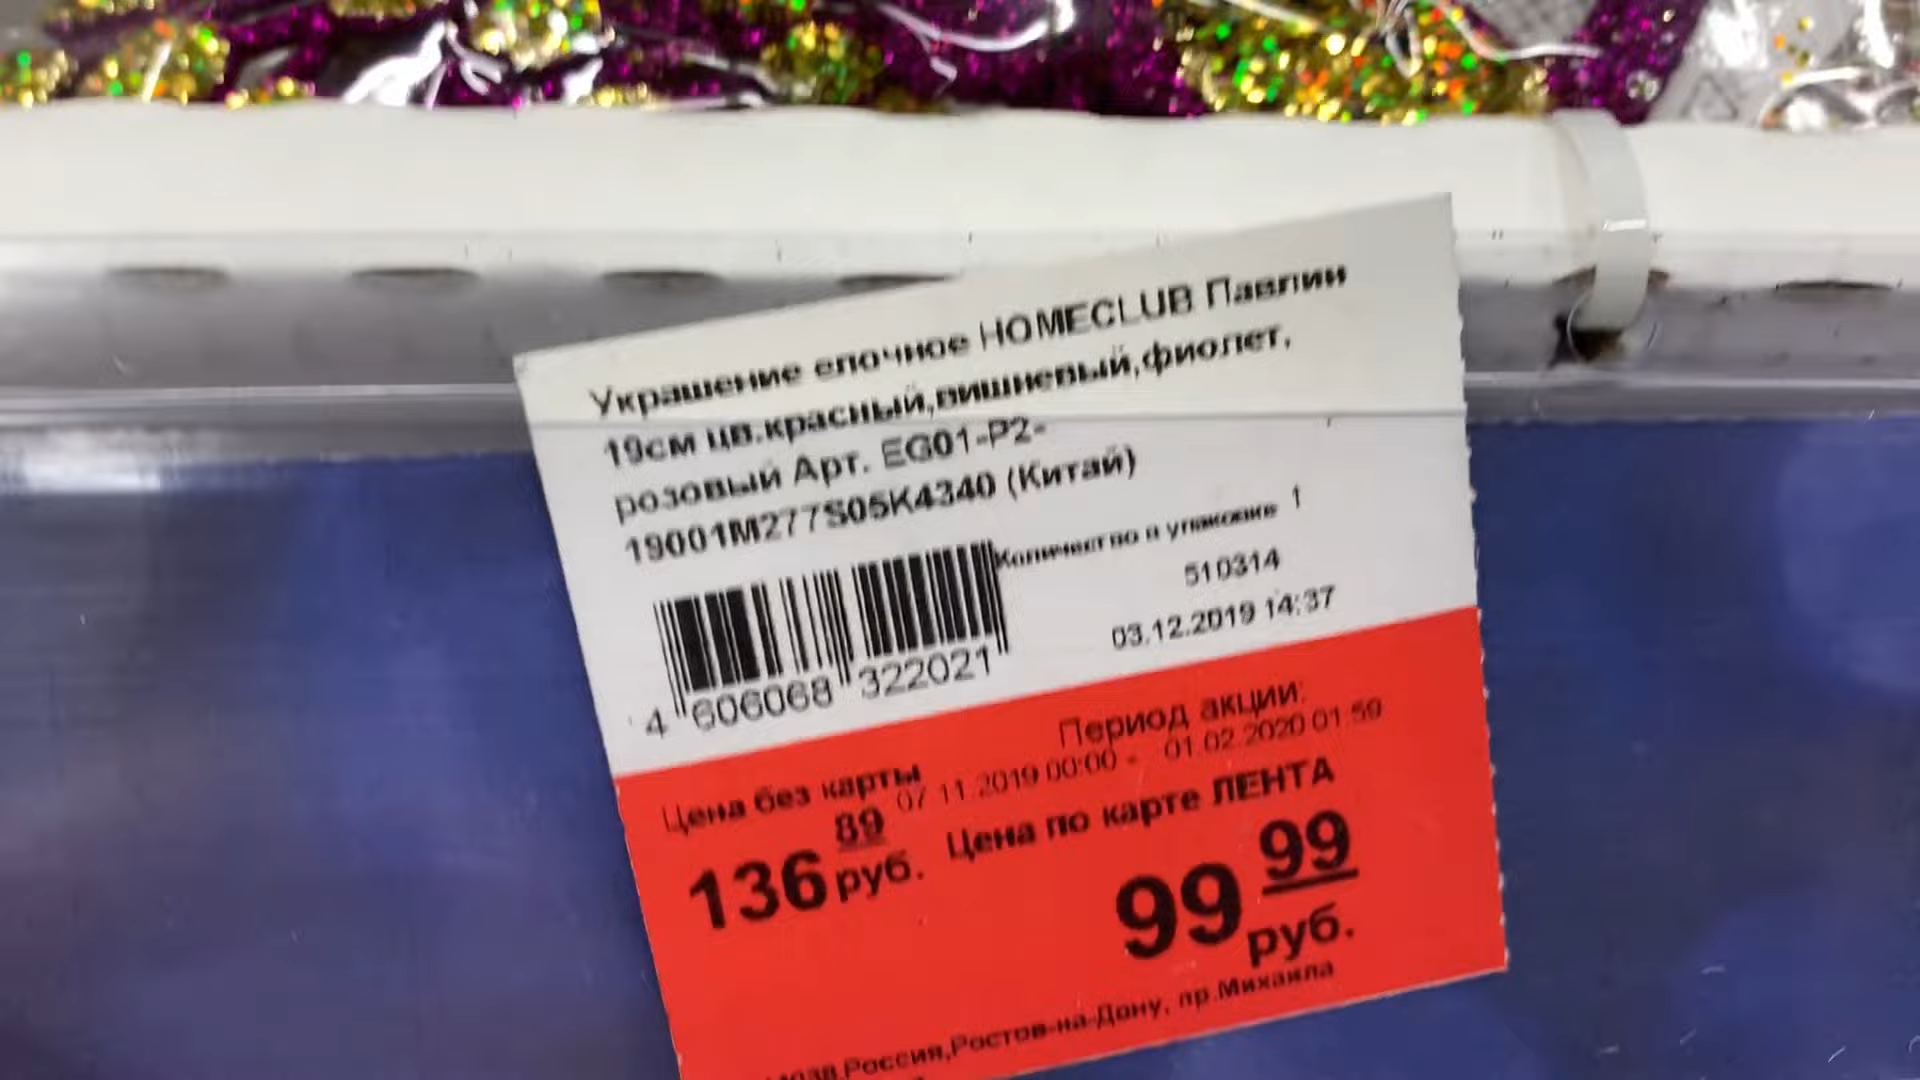 Украшение елочное HOMECLUB Павлин
19см цв.красный,вишневый,фиолет,
розовый Арт. EG01-P2-
19001M277S05K4340 (Китай)
Количество в упаковке 1
510314
03.12.2019 14:37
4 606068 322021
Период акции:
07.11.2019 00:00 - 01.02.2020 01:59
Цена без карты
136 89 руб.
Цена по карте ЛЕНТА
99 99 руб.
Россия,Ростов-на-Дону, пр.Михаила